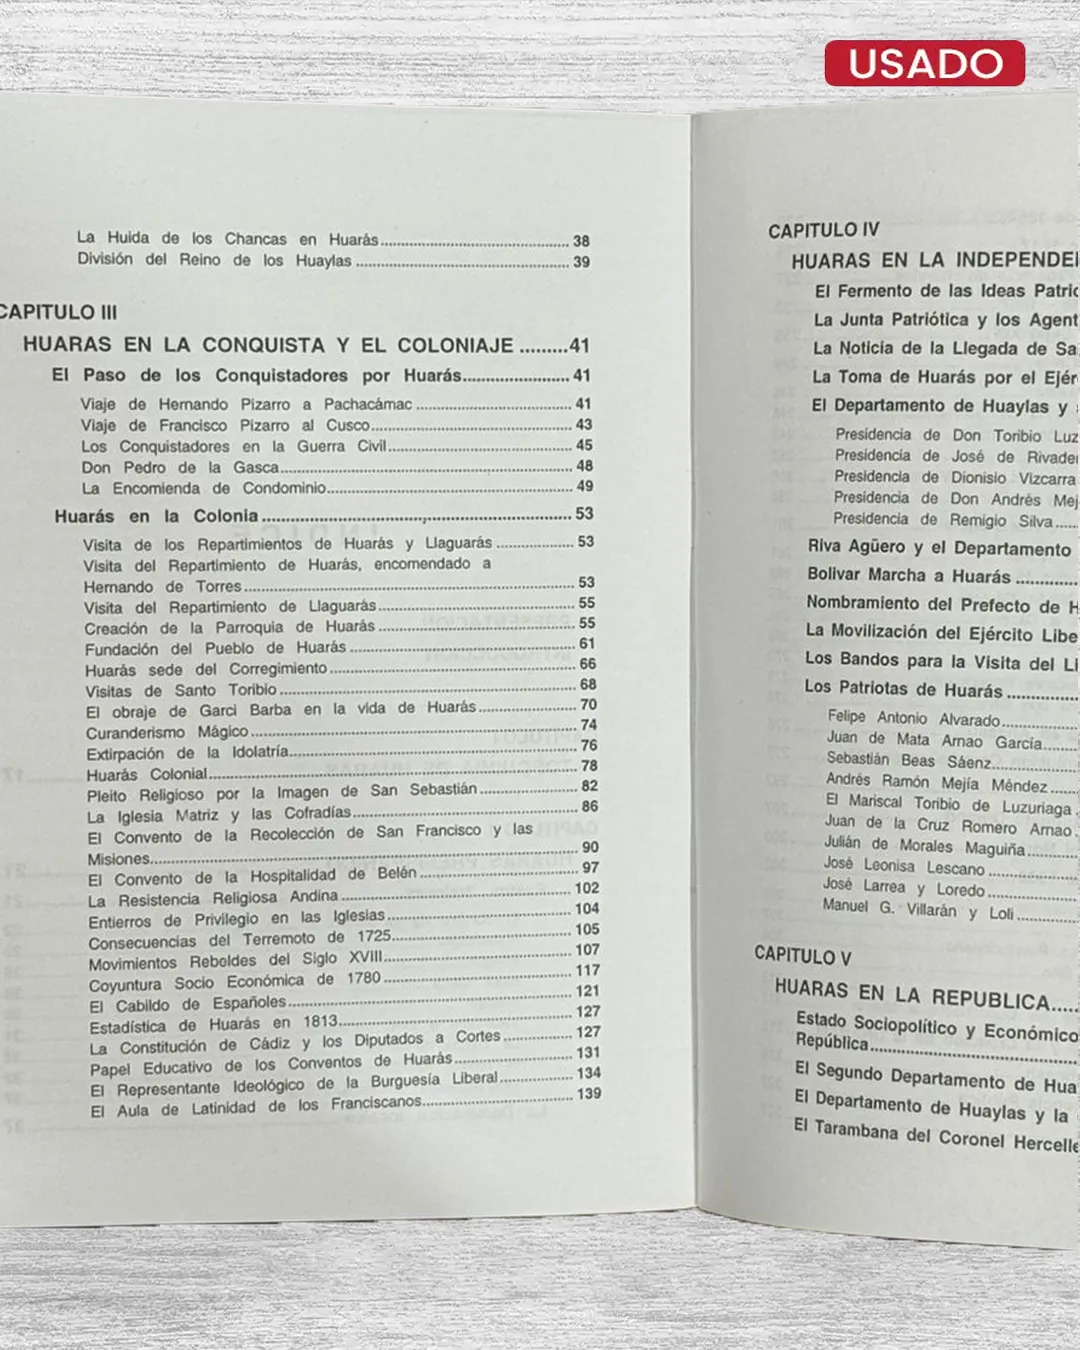 USADO
La Huida de los Chancas en Huarás 38
División del Reino de los Huaylas 39
CAPITULO III
HUARAS EN LA CONQUISTA Y EL COLONIAJE 41
El Paso de los Conquistadores por Huarás 41
Viaje de Hernando Pizarro a Pachacámac 41
Viaje de Francisco Pizarro al Cusco 43
Los Conquistadores en la Guerra Civil 45
Don Pedro de la Gasca 48
La Encomienda de Condominio 49
Huarás en la Colonia 53
Visita de los Repartimientos de Huarás y Llaguarás 53
Visita del Repartimiento de Huarás, encomendado a
Hernando de Torres 53
Visita del Repartimiento de Llaguarás 55
Creación de la Parroquia de Huarás 55
Fundación del Pueblo de Huarás 61
Huarás sede del Corregimiento 66
Visitas de Santo Toribio 68
El obraje de Garci Barba en la vida de Huarás 70
Curanderismo Mágico 74
Extirpación de la Idolatría 76
Huarás Colonial 78
Pleito Religioso por la Imagen de San Sebastián 82
La Iglesia Matriz y las Cofradías 86
El Convento de la Recolección de San Francisco y las
Misiones 90
El Convento de la Hospitalidad de Belén 97
La Resistencia Religiosa Andina 102
Entierros de Privilegio en las Iglesias 104
Consecuencias del Terremoto de 1725 105
Movimientos Rebeldes del Siglo XVIII 107
Coyuntura Socio Económica de 1780 117
El Cabildo de Españoles 121
Estadística de Huarás en 1813 127
La Constitución de Cádiz y los Diputados a Cortes 127
Papel Educativo de los Conventos de Huarás 131
El Representante Ideológico de la Burguesía Liberal 134
El Aula de Latinidad de los Franciscanos 139
CAPITULO IV
HUARAS EN LA INDEPENDE
El Fermento de las Ideas Patri
La Junta Patriótica y los Agent
La Noticia de la Llegada de Sa
La Toma de Huarás por el Ejér
El Departamento de Huaylas y
Presidencia de Don Toribio Luz
Presidencia de José de Rivade
Presidencia de Dionisio Vizcarra
Presidencia de Don Andrés Mej
Presidencia de Remigio Silva
Riva Agüero y el Departamento
Bolivar Marcha a Huarás
Nombramiento del Prefecto de H
La Movilización del Ejército Libe
Los Bandos para la Visita del Li
Los Patriotas de Huarás
Felipe Antonio Alvarado
Juan de Mata Arnao García
Sebastián Beas Sáenz
Andrés Ramón Mejía Méndez
El Mariscal Toribio de Luzuriaga
Juan de la Cruz Romero Arnao
Julián de Morales Maguiña
José Leonisa Lescano
José Larrea y Loredo
Manuel G. Villarán y Loli
CAPITULO V
HUARAS EN LA REPUBLICA
Estado Sociopolítico y Económico
República
El Segundo Departamento de Hua
El Departamento de Huaylas y la
El Tarambana del Coronel Hercelle